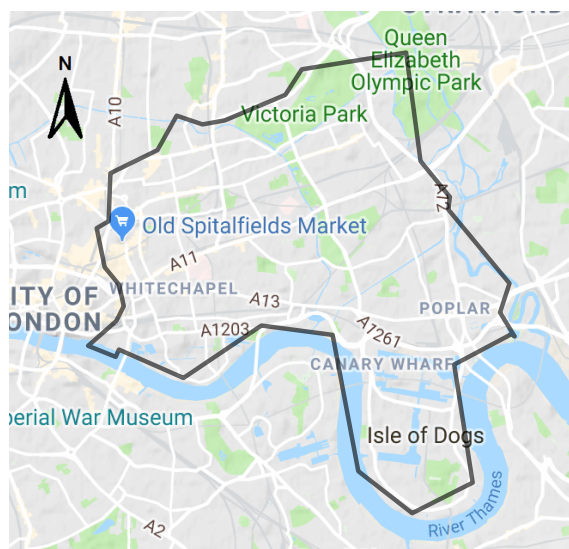 Queen
Elizabeth
Olympic Park
N
A10
Victoria Park
m
A12
Old Spitalfields Market
A11
WHITECHAPEL
A13
ITY OF
ONDON
POPLAR
A1203
A1261
CANARY WHARF
perial War Museum
Isle of Dogs
River Thames
A2